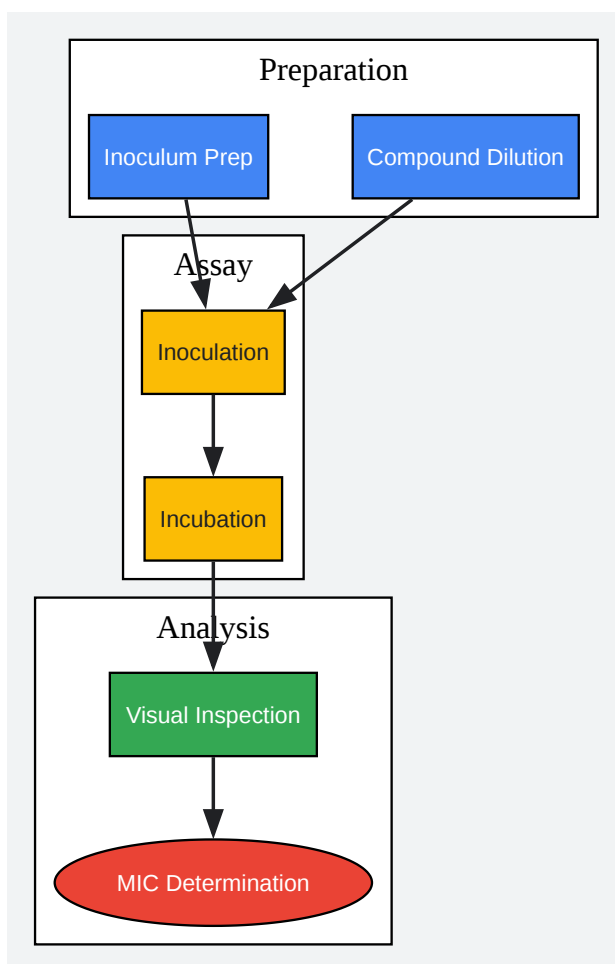 Preparation
Inoculum Prep
Compound Dilution
Assay
Inoculation
Incubation
Analysis
Visual Inspection
MIC Determination